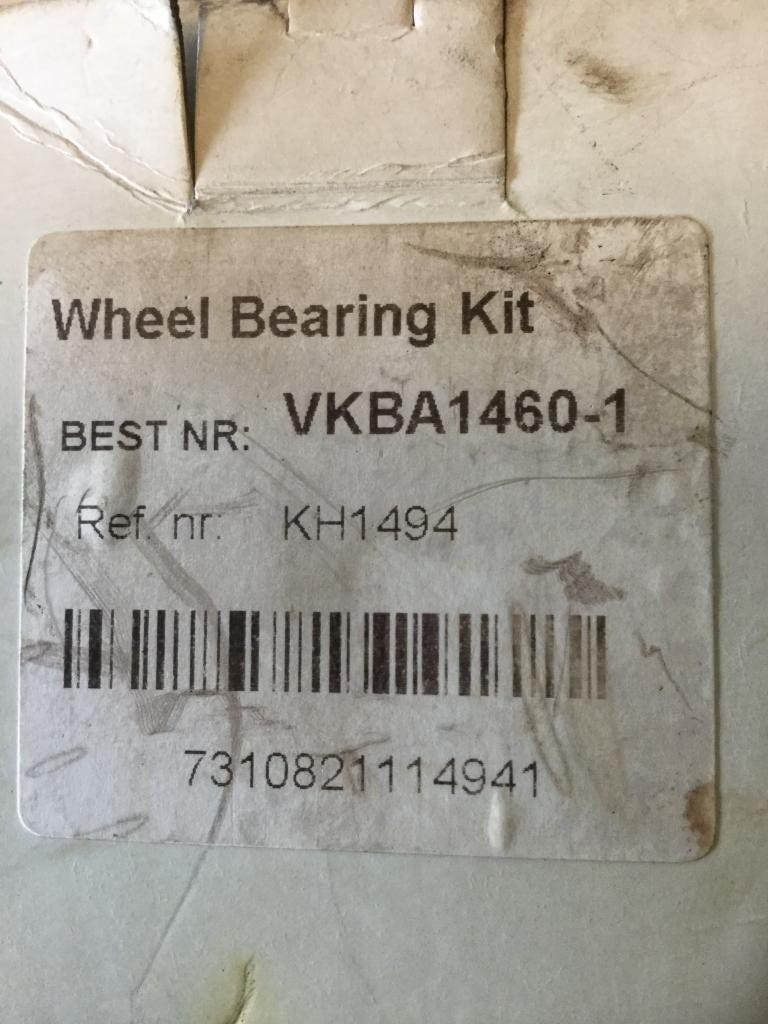 Wheel Bearing Kit
BEST NR: VKBA1460-1
Ref. nr: KH1494
7310821114941